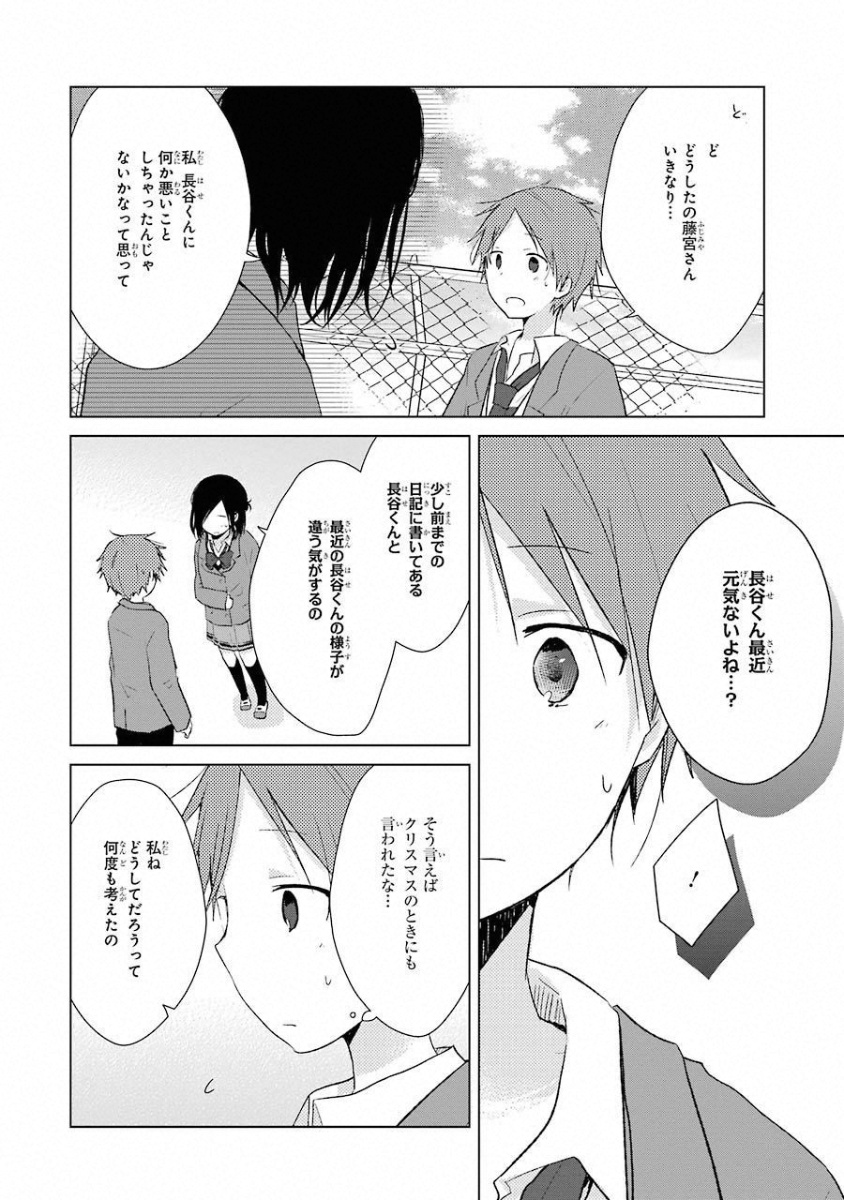 ど
ど
どうしたの藤宮さん
いきなり…
私 長谷くんに
何か悪いこと
しちゃったんじゃ
ないかなって思って
長谷くん最近
元気ないよね…?
!
少し前までの
日記に書いてある
長谷くんと
最近の長谷くんの様子が
違う気がするの
そう言えば
クリスマスのときにも
言われたな…
私ね
どうしてだろうって
何度も考えたの